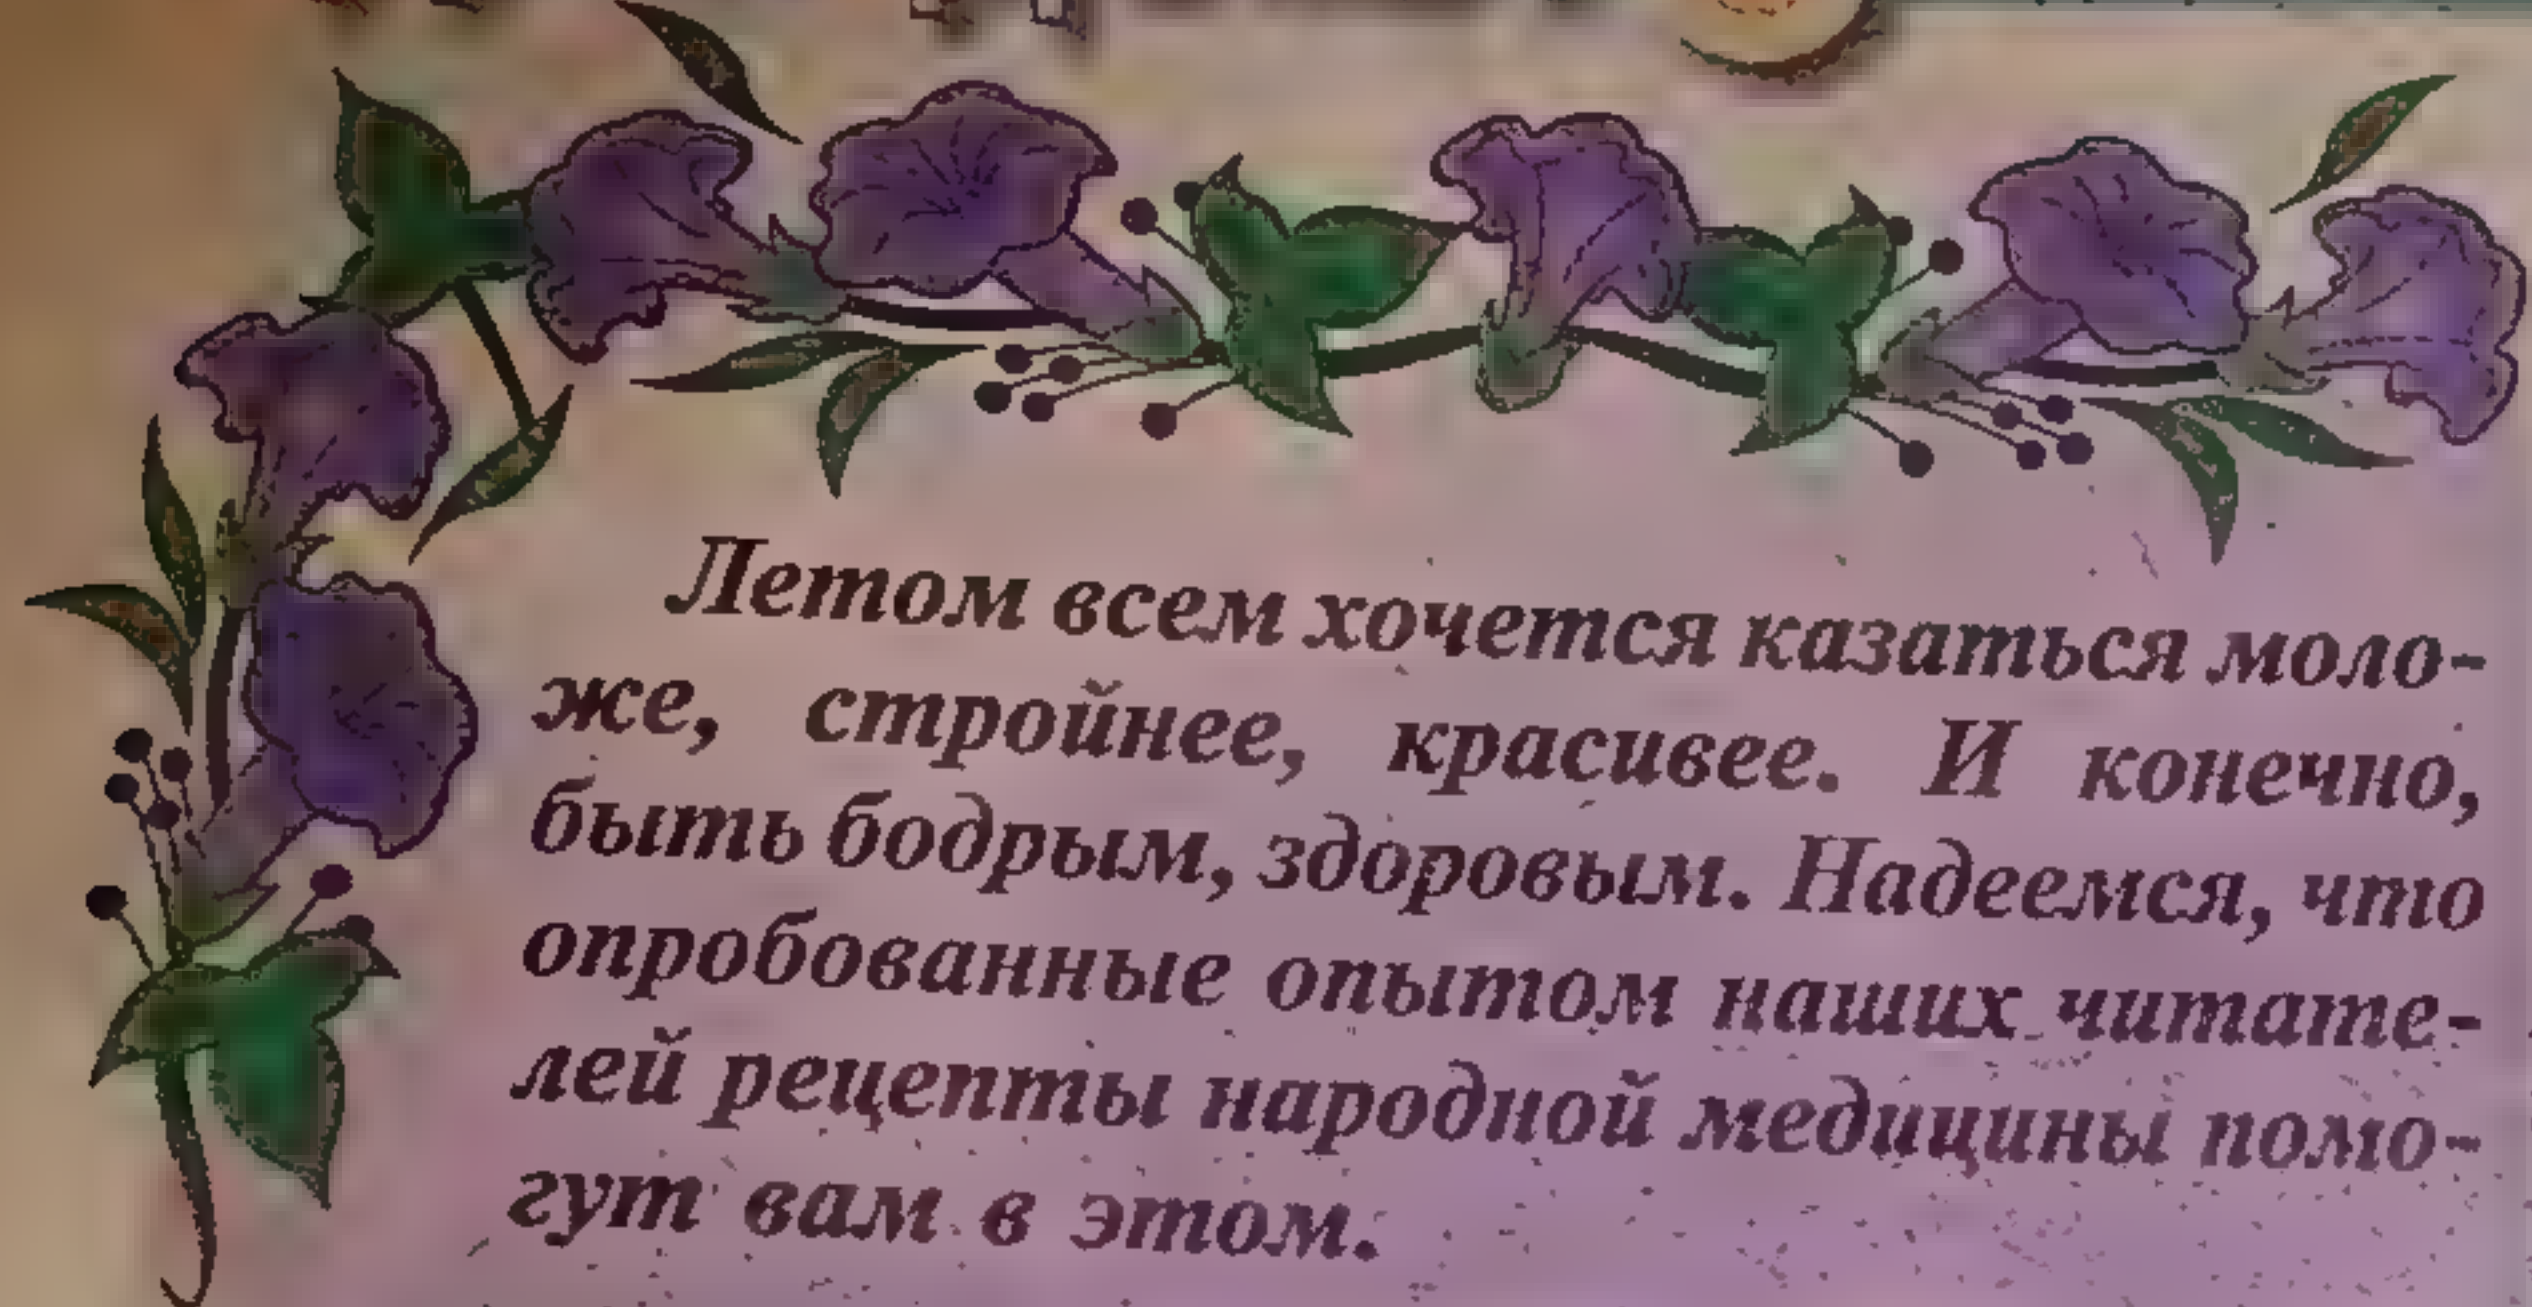 Летом всем хочется казаться моло-
же, стройнее, красивее. И конечно,
быть бодрым, здоровым. Надеемся, что
опробованные опытом наших читате-
лей рецепты народной медицины помо-
гут вам в этом.